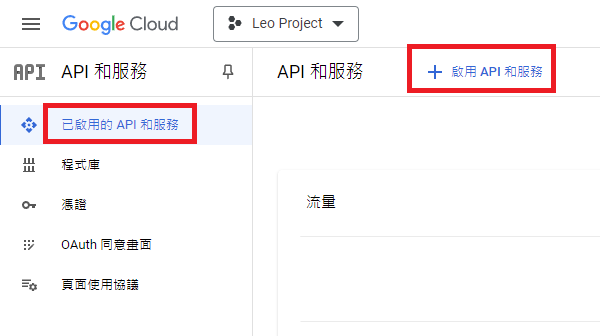 Google Cloud
Leo Project
API API 和服務
API 和服務
啟用 API 和服務
已啟用的 API 和服務
程式庫
憑證
OAuth 同意畫面
頁面使用協議
流量